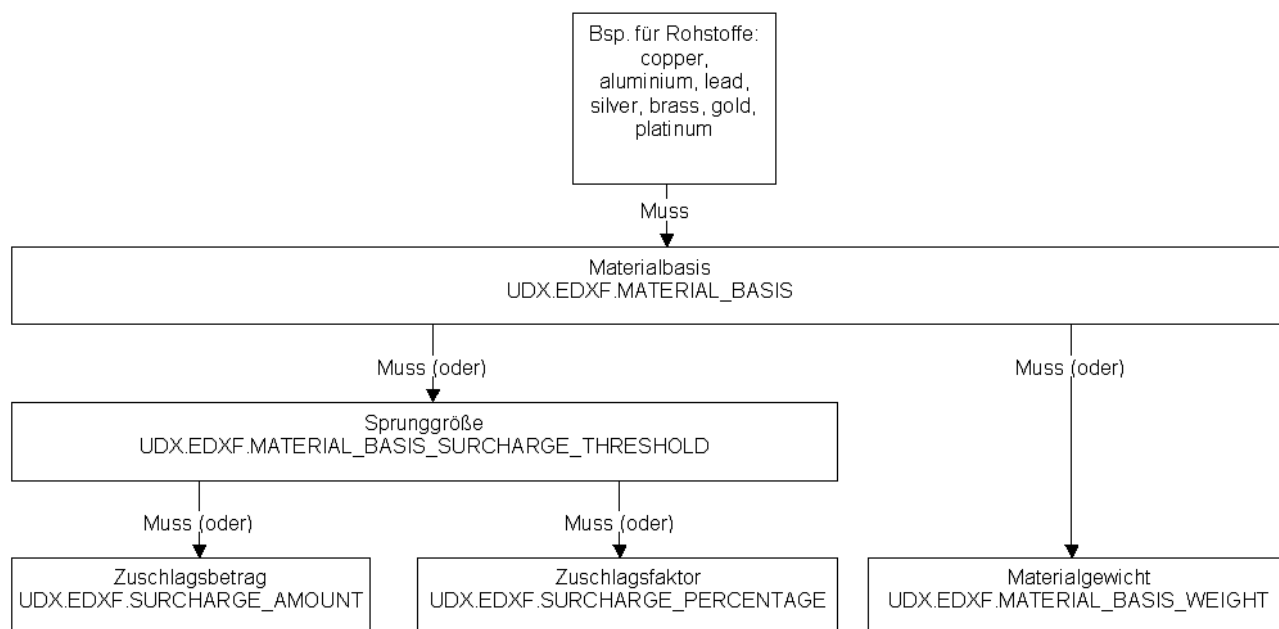 Bsp. für Rohstoffe:
copper,
aluminium, lead,
silver, brass, gold,
platinum
Muss
Materialbasis
UDX.EDXF.MATERIAL_BASIS
Muss (oder)
Muss (oder)
Sprunggröße
UDX.EDXF.MATERIAL_BASIS_SURCHARGE_THRESHOLD
Muss (oder)
Muss (oder)
Zuschlagsbetrag
UDX.EDXF.SURCHARGE_AMOUNT
Zuschlagsfaktor
UDX.EDXF.SURCHARGE_PERCENTAGE
Materialgewicht
UDX.EDXF.MATERIAL_BASIS_WEIGHT